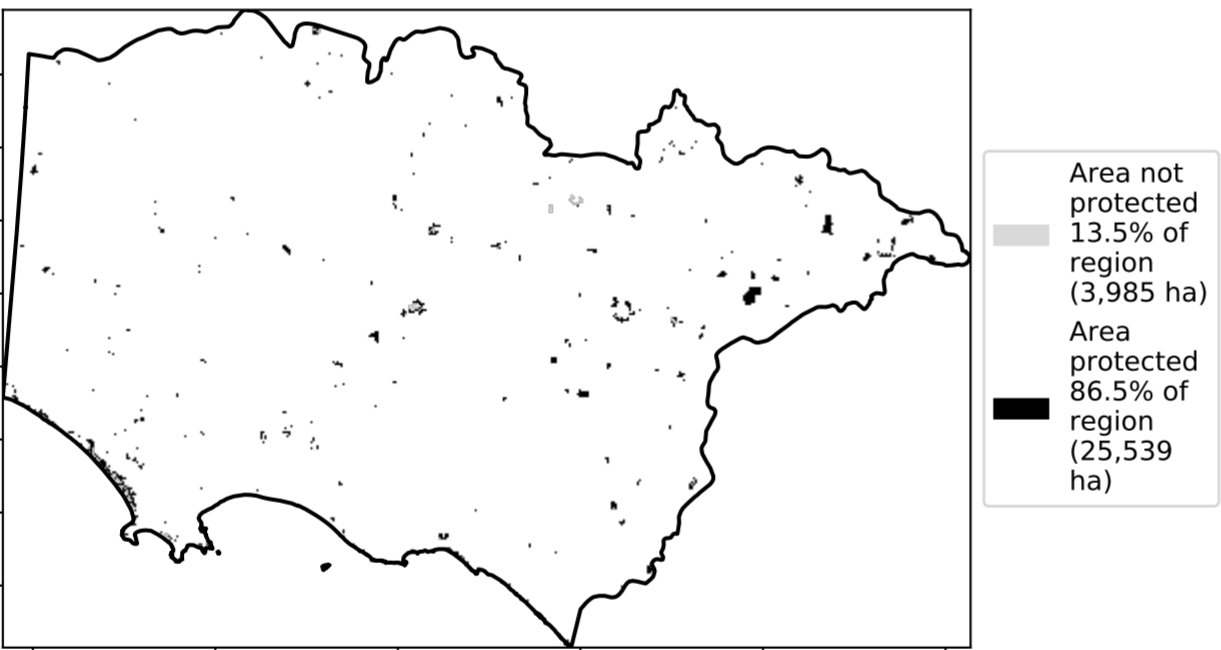 Area not
protected
13.5% of
region
(3,985 ha)
Area
protected
86.5% of
region
(25,539
ha)